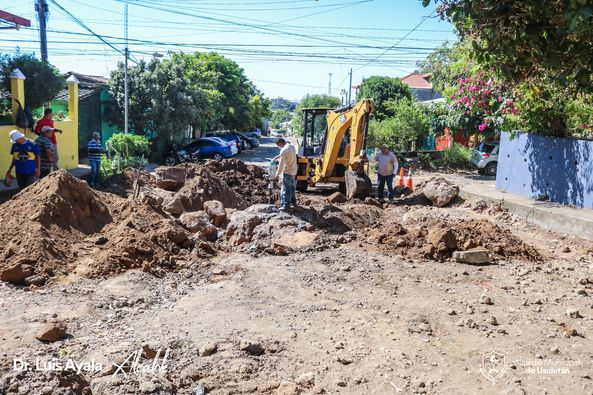 Dr. Luis Ayala Alcalde
Alcaldía Municipal
de Usulután